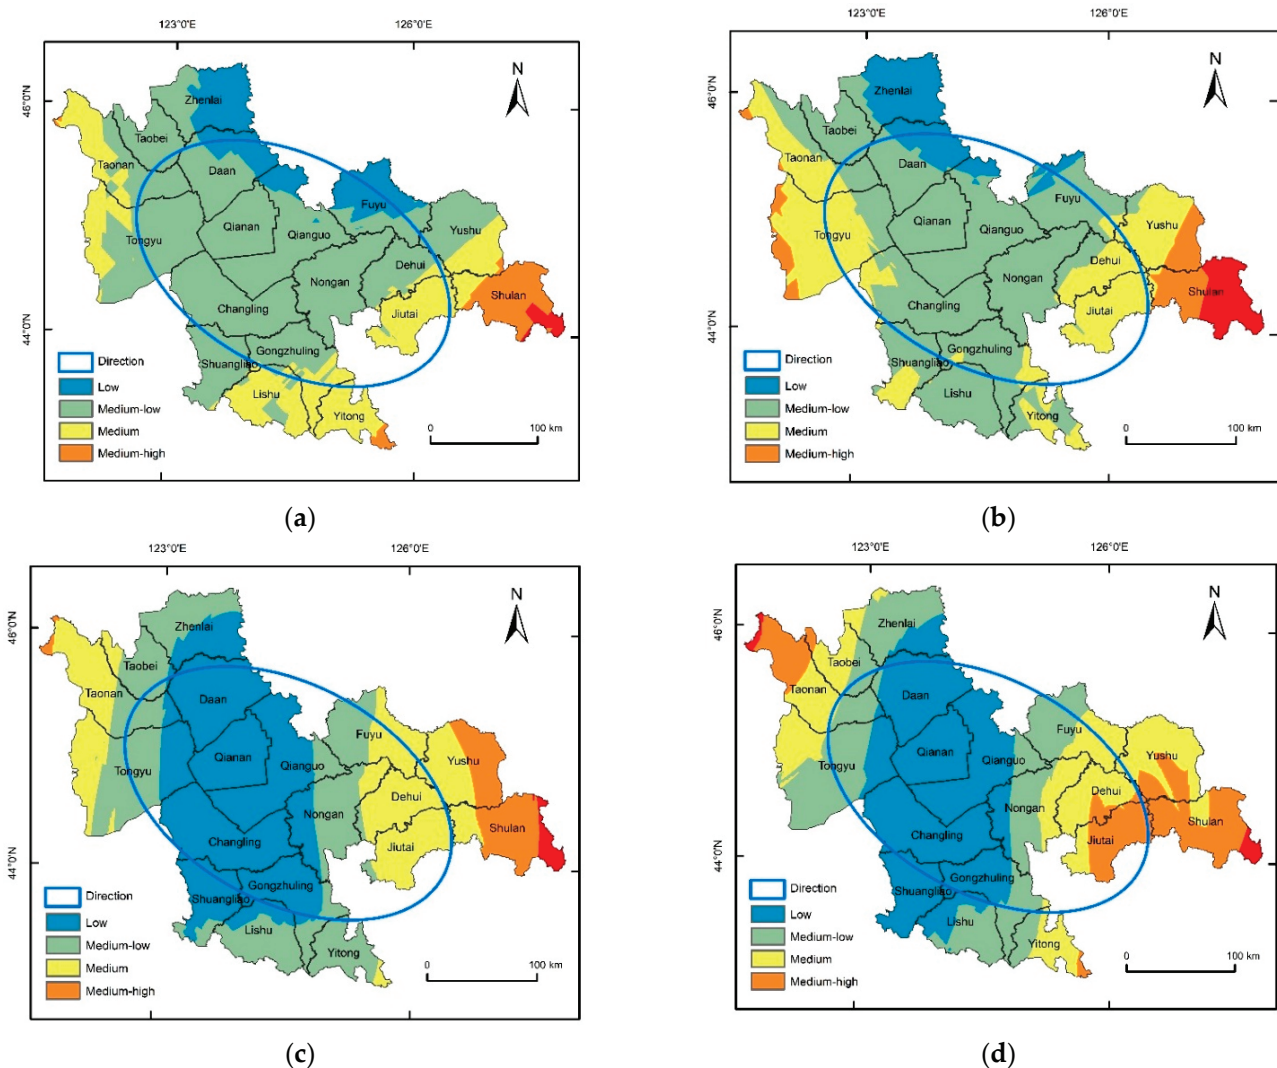 123°0'E 126°0'E
46°0'N
44°0'N
N
Zhenlai
Taobei
Taonan
Daan
Fuyu
Qianan
Yushu
Tongyu
Qianguo
Dehui
Nongan
Shulan
Changling
Jiutai
Gongzhuling
Shuangliao
Lishu
Yitong
Direction
Low
Medium-low
Medium
Medium-high
0 100 km
(a)
123°0'E 126°0'E
46°0'N
44°0'N
N
Zhenlai
Taobei
Taonan
Daan
Fuyu
Yushu
Qianan
Qianguo
Tongyu
Dehui
Nongan
Shulan
Changling
Jiutai
Gongzhuling
Shuangliao
Lishu
Yitong
Direction
Low
Medium-low
Medium
Medium-high
0 100 km
(b)
123°0'E 126°0'E
46°0'N
44°0'N
N
Zhenlai
Taobei
Taonan
Daan
Fuyu
Qianan
Qianguo
Yushu
Tongyu
Dehui
Nongan
Shulan
Changling
Jiutai
Gongzhuling
Shuangliao
Lishu
Yitong
Direction
Low
Medium-low
Medium
Medium-high
0 100 km
(c)
123°0'E 126°0'E
46°0'N
44°0'N
N
Zhenlai
Taobei
Taonan
Daan
Fuyu
Qianan
Yushu
Qianguo
Tongyu
Dehui
Nongan
Shulan
Changling
Jiutai
Gongzhuling
Shuangliao
Lishu
Yitong
Direction
Low
Medium-low
Medium
Medium-high
0 100 km
(d)